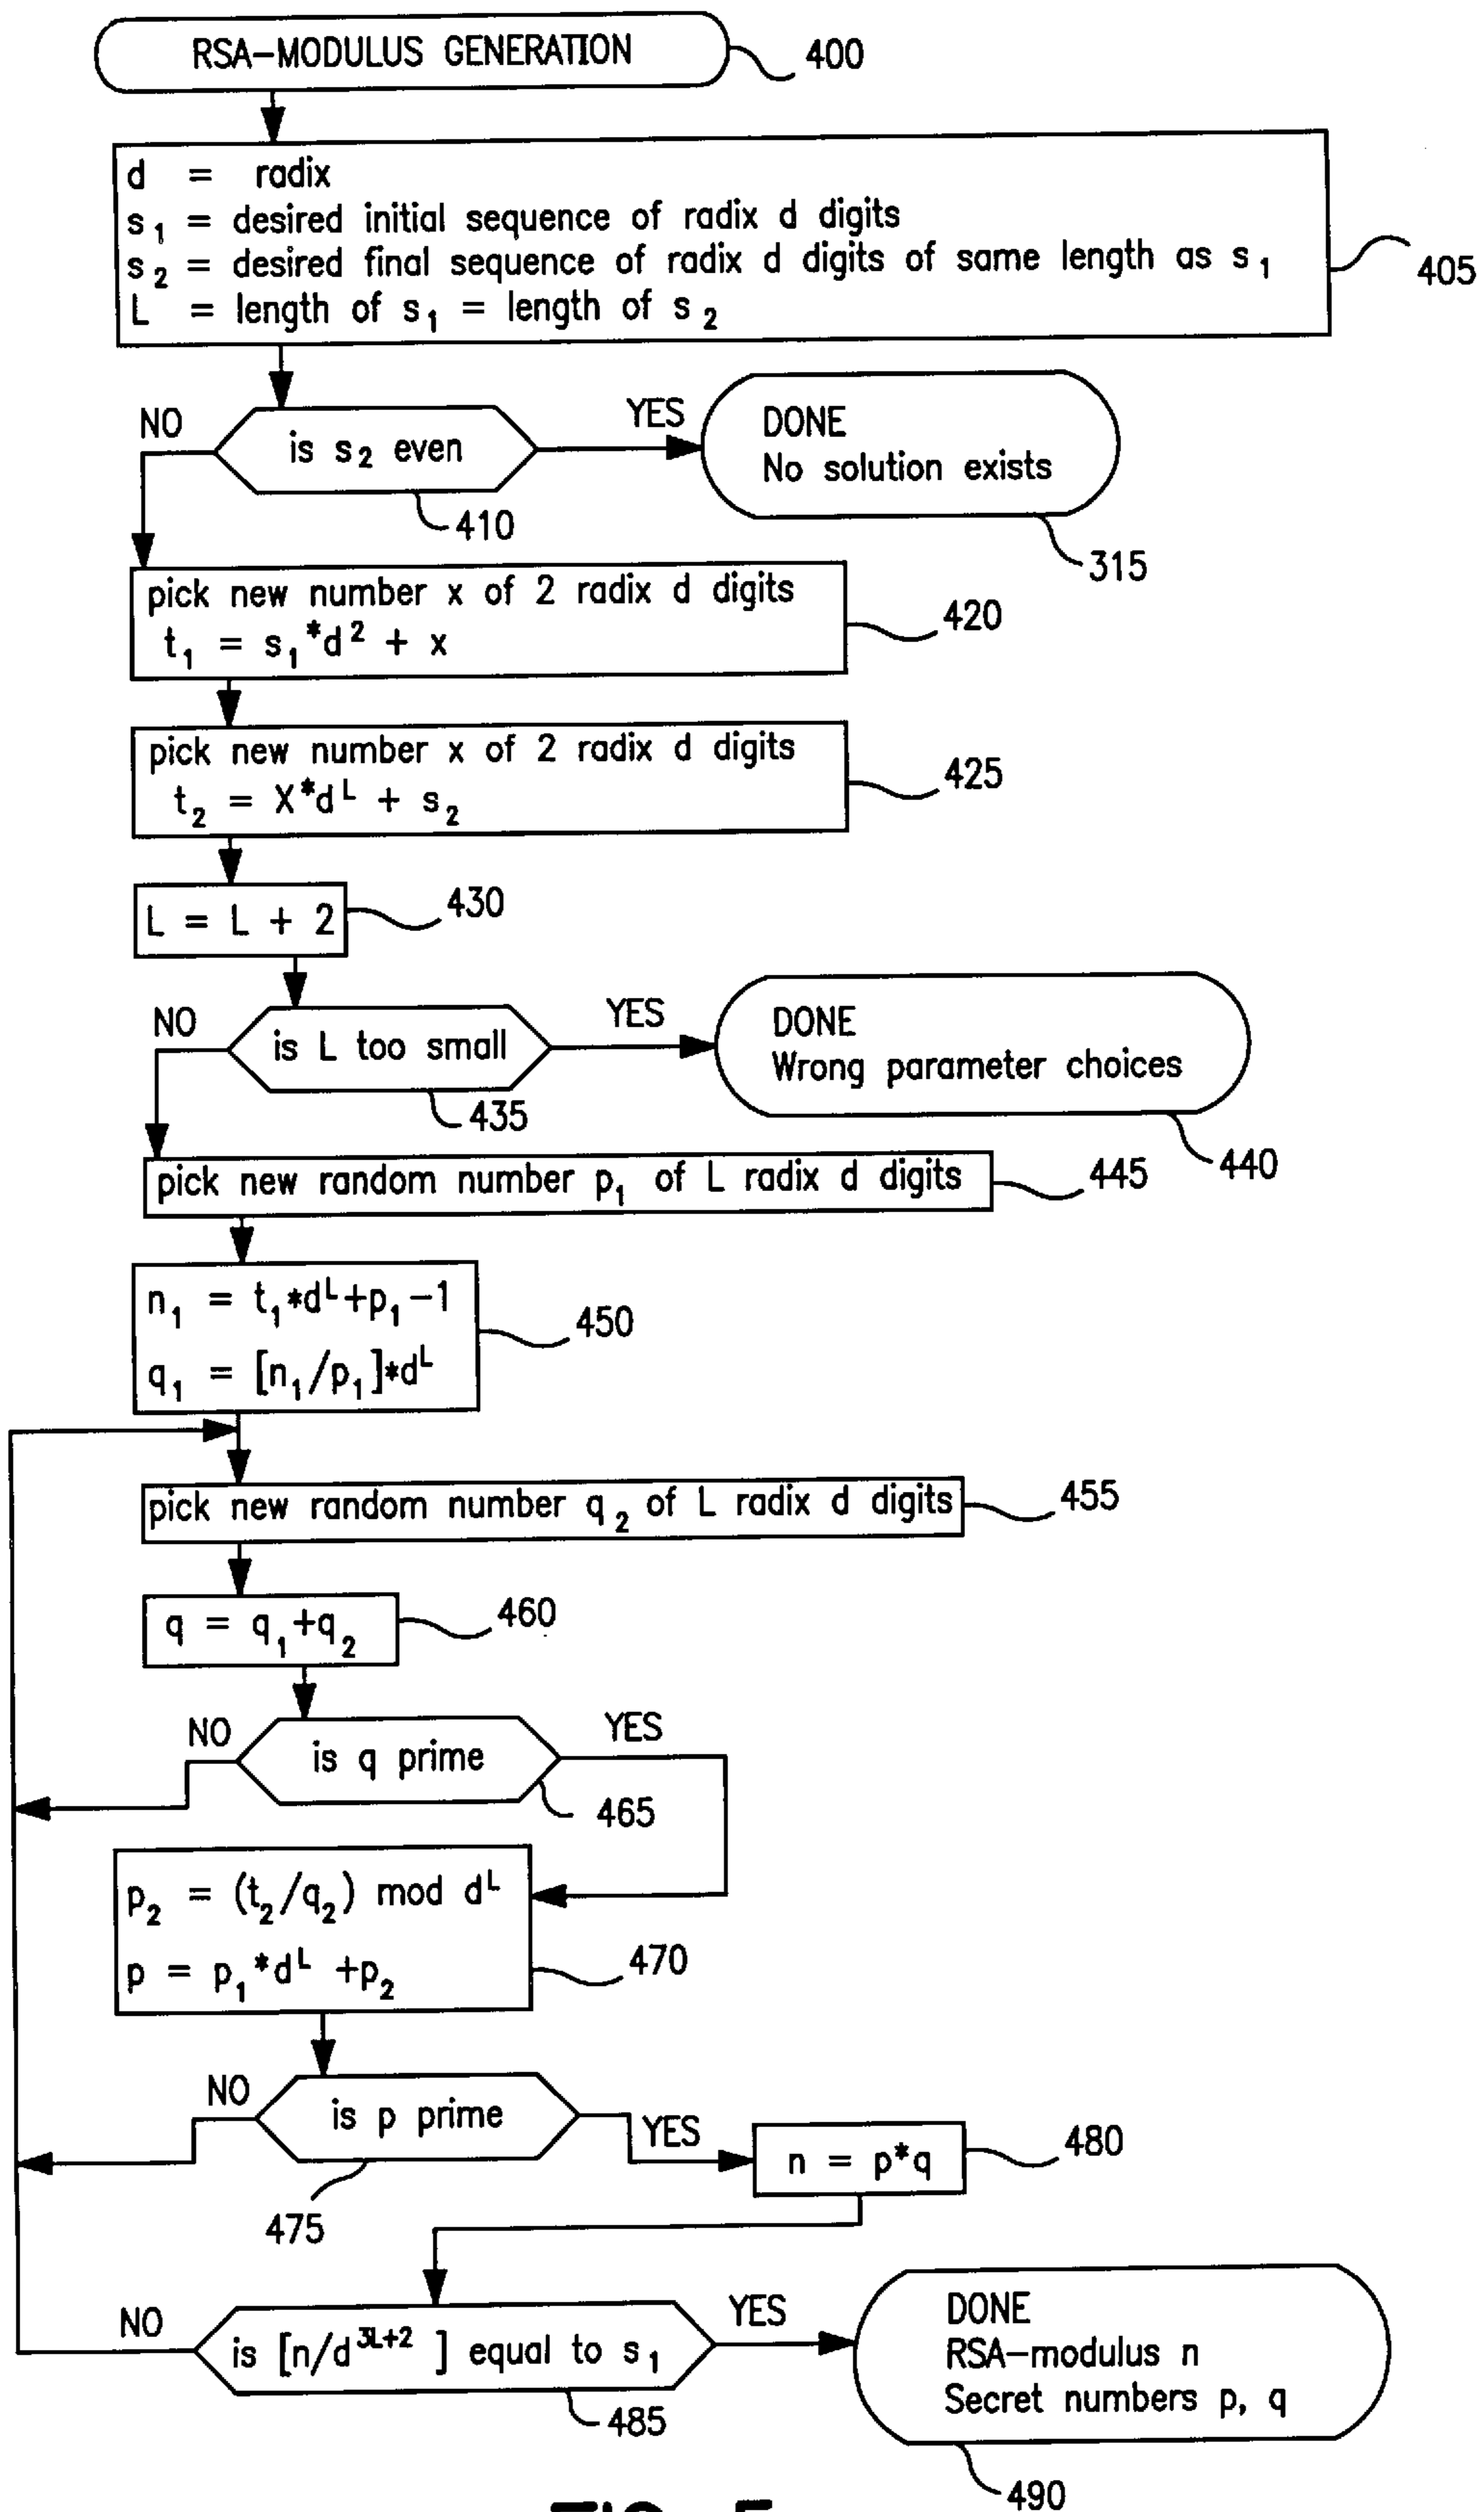 RSA-MODULUS GENERATION
400
d = radix
s₁ = desired initial sequence of radix d digits
s₂ = desired final sequence of radix d digits of same length as s₁
L = length of s₁ = length of s₂
405
NO
is s₂ even
YES
DONE
No solution exists
410
315
pick new number x of 2 radix d digits
t₁ = s₁*d² + x
420
pick new number x of 2 radix d digits
t₂ = X*dᴸ + s₂
425
L = L + 2
430
NO
is L too small
YES
DONE
Wrong parameter choices
435
440
pick new random number p₁ of L radix d digits
445
n₁ = t₁*dᴸ+p₁-1
q₁ = [n₁/p₁]*dᴸ
450
pick new random number q₂ of L radix d digits
455
q = q₁+q₂
460
NO
is q prime
YES
465
p₂ = (t₂/q₂) mod dᴸ
p = p₁*dᴸ +p₂
470
NO
is p prime
YES
475
n = p*q
480
NO
is [n/d³ᴸ⁺²] equal to s₁
YES
485
DONE
RSA-modulus n
Secret numbers p, q
490